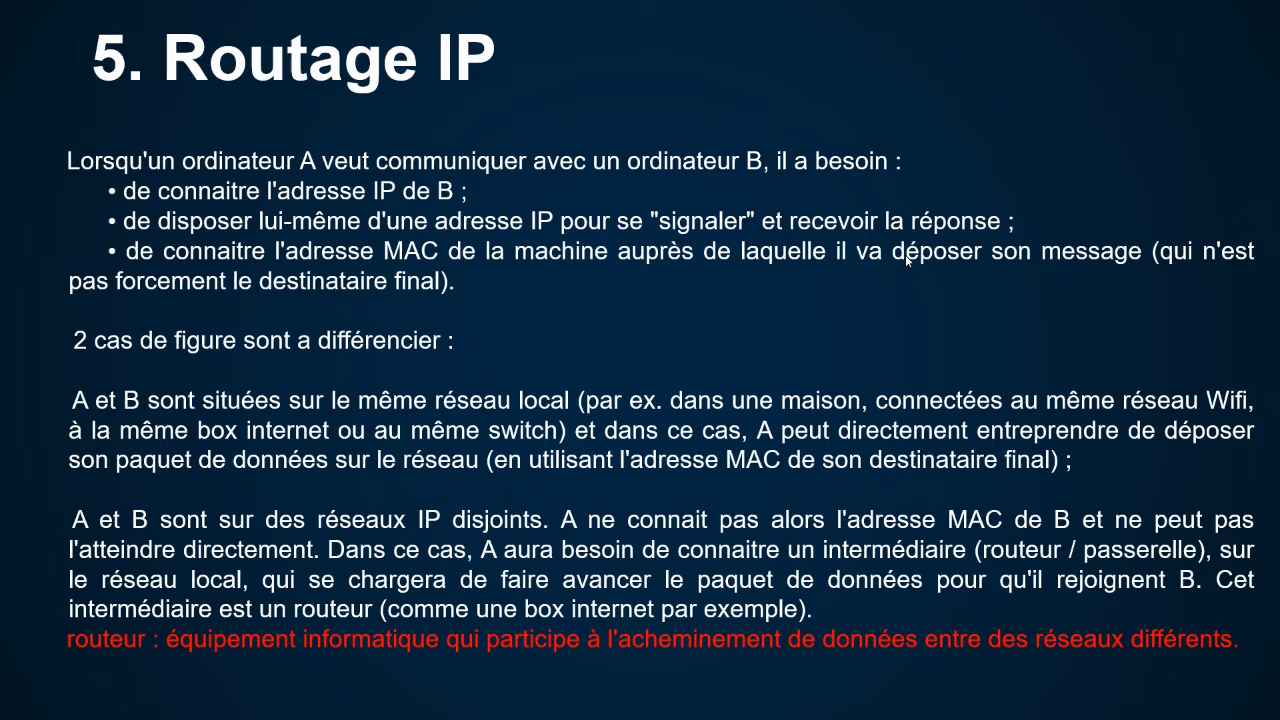 5. Routage IP
Lorsqu'un ordinateur A veut communiquer avec un ordinateur B, il a besoin :
• de connaitre l'adresse IP de B ;
• de disposer lui-même d'une adresse IP pour se "signaler" et recevoir la réponse ;
• de connaitre l'adresse MAC de la machine auprès de laquelle il va déposer son message (qui n'est
pas forcement le destinataire final).
2 cas de figure sont a différencier :
A et B sont situées sur le même réseau local (par ex. dans une maison, connectées au même réseau Wifi,
à la même box internet ou au même switch) et dans ce cas, A peut directement entreprendre de déposer
son paquet de données sur le réseau (en utilisant l'adresse MAC de son destinataire final) ;
A et B sont sur des réseaux IP disjoints. A ne connait pas alors l'adresse MAC de B et ne peut pas
l'atteindre directement. Dans ce cas, A aura besoin de connaitre un intermédiaire (routeur / passerelle), sur
le réseau local, qui se chargera de faire avancer le paquet de données pour qu'il rejoignent B. Cet
intermédiaire est un routeur (comme une box internet par exemple).
routeur : équipement informatique qui participe à l'acheminement de données entre des réseaux différents.